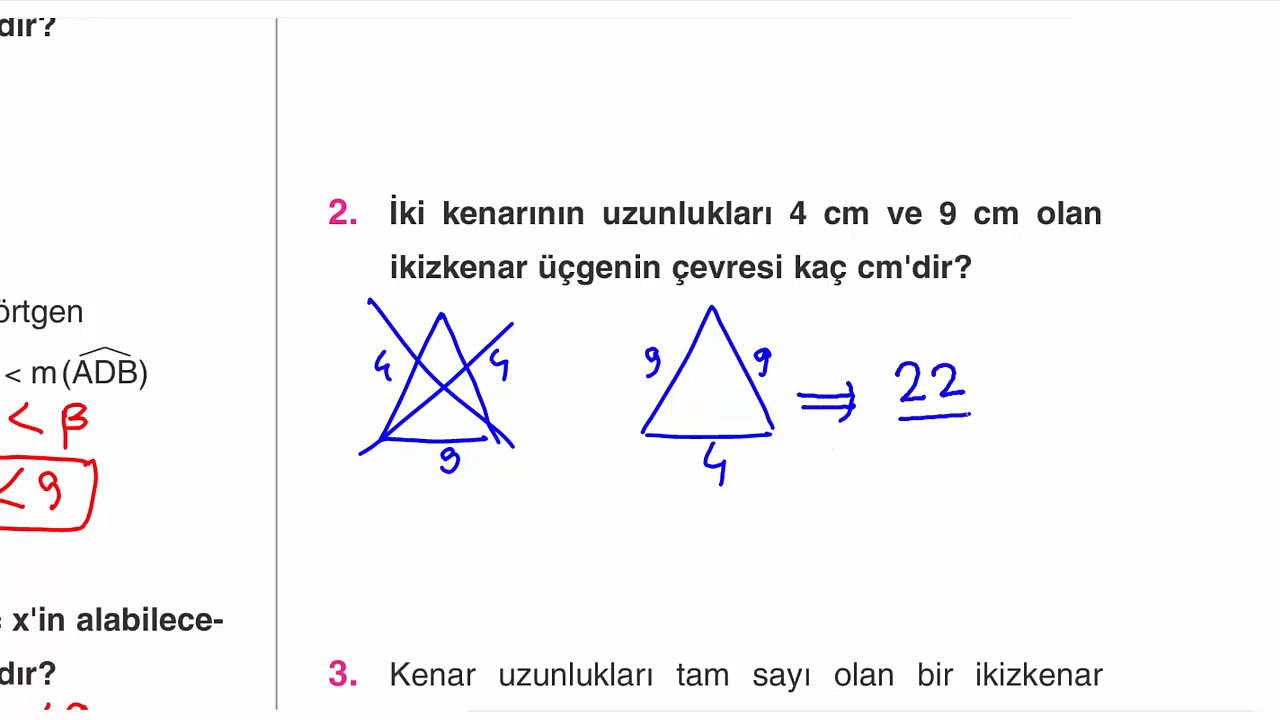 dir?
örtgen
< m(ADB)
< β
< 9
x'in alabilece-
dır?
2. İki kenarının uzunlukları 4 cm ve 9 cm olan
ikizkenar üçgenin çevresi kaç cm'dir?
4 4
9
9 9
4
⇒ 22
3. Kenar uzunlukları tam sayı olan bir ikizkenar